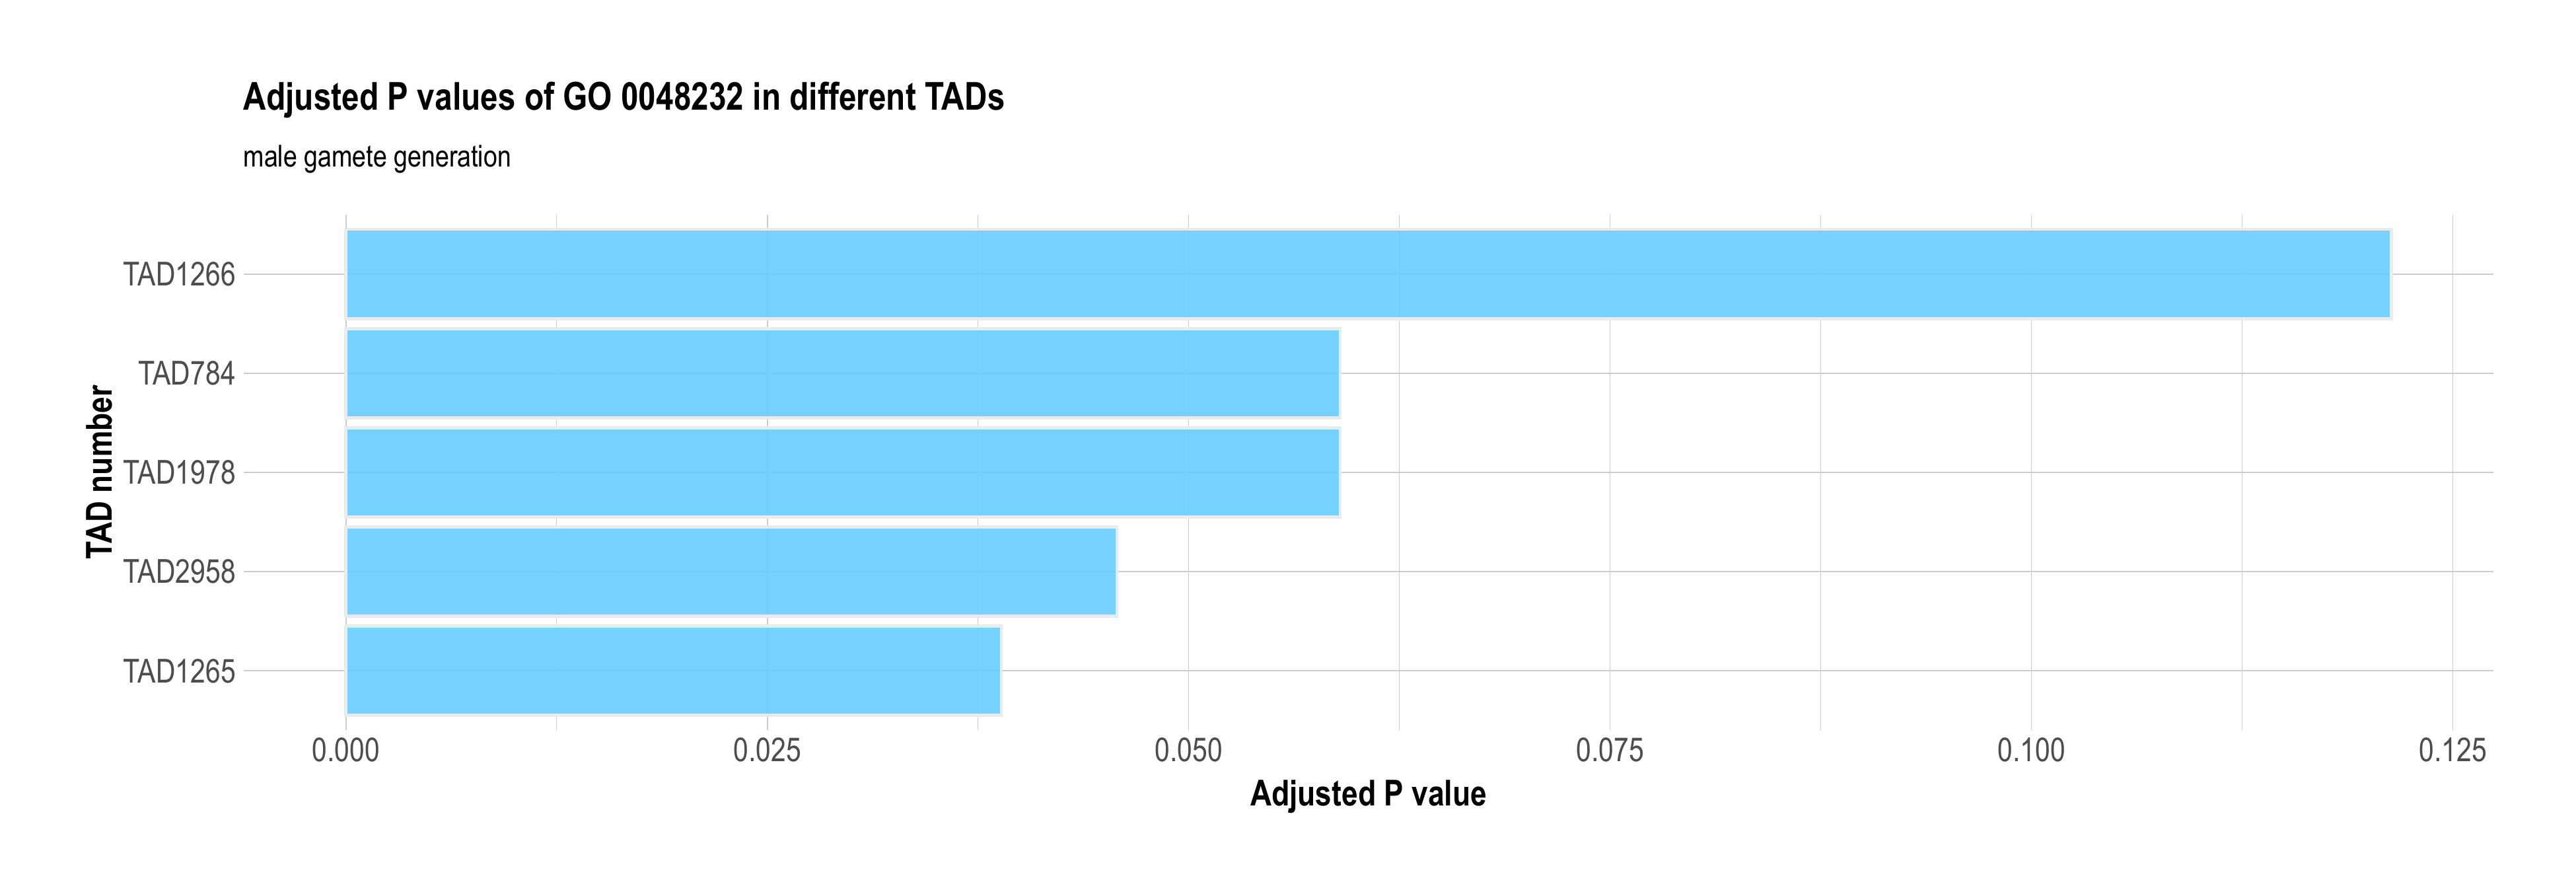 Adjusted P values of GO 0048232 in different TADs
male gamete generation
TAD number
TAD1266
TAD784
TAD1978
TAD2958
TAD1265
0.000 0.025 0.050 0.075 0.100 0.125
Adjusted P value